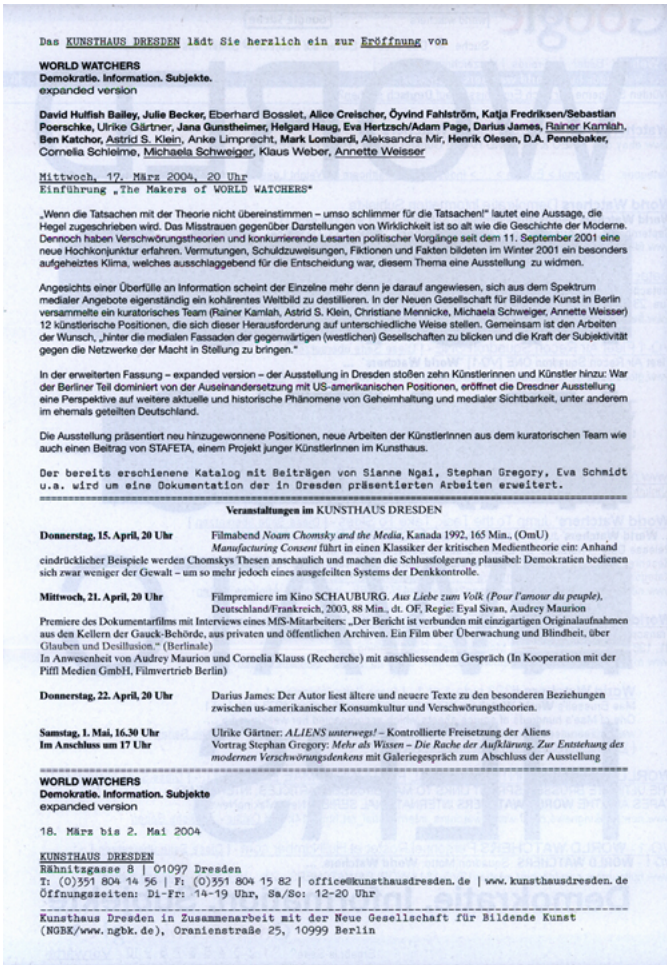 Das KUNSTHAUS DRESDEN lädt Sie herzlich ein zur Eröffnung von
WORLD WATCHERS
Demokratie. Information. Subjekte.
expanded version
David Hulfish Bailey, Julie Becker, Eberhard Bosslet, Alice Creischer, Öyvind Fahlström, Katja Fredriksen/Sebastian
Poerschke, Ulrike Gärtner, Jana Gunstheimer, Helgard Haug, Eva Hertzsch/Adam Page, Darius James, Rainer Kamlah,
Ben Katchor, Astrid S. Klein, Anke Limprecht, Mark Lombardi, Aleksandra Mir, Henrik Olesen, D.A. Pennebaker,
Cornelia Schleime, Michaela Schweiger, Klaus Weber, Annette Weisser
Mittwoch, 17. März 2004, 20 Uhr
Einführung „The Makers of WORLD WATCHERS"
„Wenn die Tatsachen mit der Theorie nicht übereinstimmen – umso schlimmer für die Tatsachen!" lautet eine Aussage, die
Hegel zugeschrieben wird. Das Misstrauen gegenüber Darstellungen von Wirklichkeit ist so alt wie die Geschichte der Moderne.
Dennoch haben Verschwörungstheorien und konkurrierende Lesarten politischer Vorgänge seit dem 11. September 2001 eine
neue Hochkonjunktur erfahren. Vermutungen, Schuldzuweisungen, Fiktionen und Fakten bildeten im Winter 2001 ein besonders
aufgeheiztes Klima, welches ausschlaggebend für die Entscheidung war, diesem Thema eine Ausstellung zu widmen.
Angesichts einer Überfülle an Information scheint der Einzelne mehr denn je darauf angewiesen, sich aus dem Spektrum
medialer Angebote eigenständig ein kohärentes Weltbild zu destillieren. In der Neuen Gesellschaft für Bildende Kunst in Berlin
versammelte ein kuratorisches Team (Rainer Kamlah, Astrid S. Klein, Christiane Mennicke, Michaela Schweiger, Annette Weisser)
12 künstlerische Positionen, die sich dieser Herausforderung auf unterschiedliche Weise stellen. Gemeinsam ist den Arbeiten
der Wunsch, „hinter die medialen Fassaden der gegenwärtigen (westlichen) Gesellschaften zu blicken und die Kraft der Subjektivität
gegen die Netzwerke der Macht in Stellung zu bringen."
In der erweiterten Fassung – expanded version – der Ausstellung in Dresden stoßen zehn Künstlerinnen und Künstler hinzu: War
der Berliner Teil dominiert von der Auseinandersetzung mit US-amerikanischen Positionen, eröffnet die Dresdner Ausstellung
eine Perspektive auf weitere aktuelle und historische Phänomene von Geheimhaltung und medialer Sichtbarkeit, unter anderem
im ehemals geteilten Deutschland.
Die Ausstellung präsentiert neu hinzugewonnene Positionen, neue Arbeiten der KünstlerInnen aus dem kuratorischen Team wie
auch einen Beitrag von STAFETA, einem Projekt junger KünstlerInnen im Kunsthaus.
Der bereits erschienene Katalog mit Beiträgen von Sianne Ngai, Stephan Gregory, Eva Schmidt
u.a. wird um eine Dokumentation der in Dresden präsentierten Arbeiten erweitert.
Veranstaltungen im KUNSTHAUS DRESDEN
Donnerstag, 15. April, 20 Uhr Filmabend Noam Chomsky and the Media, Kanada 1992, 165 Min., (OmU)
Manufacturing Consent führt in einen Klassiker der kritischen Medientheorie ein: Anhand
eindrücklicher Beispiele werden Chomskys Thesen anschaulich und machen die Schlussfolgerung plausibel: Demokratien bedienen
sich zwar weniger der Gewalt – um so mehr jedoch eines ausgefeilten Systems der Denkkontrolle.
Mittwoch, 21. April, 20 Uhr Filmpremiere im Kino SCHAUBURG. Aus Liebe zum Volk (Pour l'amour du peuple),
Deutschland/Frankreich, 2003, 88 Min., dt. OF, Regie: Eyal Sivan, Audrey Maurion
Premiere des Dokumentarfilms mit Interviews eines MfS-Mitarbeiters: „Der Bericht ist verbunden mit einzigartigen Originalaufnahmen
aus den Kellern der Gauck-Behörde, aus privaten und öffentlichen Archiven. Ein Film über Überwachung und Blindheit, über
Glauben und Desillusion." (Berlinale)
In Anwesenheit von Audrey Maurion und Cornelia Klauss (Recherche) mit anschliessendem Gespräch (In Kooperation mit der
Piffl Medien GmbH, Filmvertrieb Berlin)
Donnerstag, 22. April, 20 Uhr Darius James: Der Autor liest ältere und neuere Texte zu den besonderen Beziehungen
zwischen us-amerikanischer Konsumkultur und Verschwörungstheorien.
Samstag, 1. Mai, 16.30 Uhr Ulrike Gärtner: ALIENS unterwegs! – Kontrollierte Freisetzung der Aliens
Im Anschluss um 17 Uhr Vortrag Stephan Gregory: Mehr als Wissen – Die Rache der Aufklärung. Zur Entstehung des
modernen Verschwörungsdenkens mit Galeriegespräch zum Abschluss der Ausstellung
WORLD WATCHERS
Demokratie. Information. Subjekte
expanded version
18. März bis 2. Mai 2004
KUNSTHAUS DRESDEN
Rähnitzgasse 8 | 01097 Dresden
T: (0)351 804 14 56 | F: (0)351 804 15 82 | office@kunsthausdresden.de | www.kunsthausdresden.de
Öffnungszeiten: Di-Fr: 14-19 Uhr, Sa/So: 12-20 Uhr
Kunsthaus Dresden in Zusammenarbeit mit der Neue Gesellschaft für Bildende Kunst
(NGBK/www.ngbk.de), Oranienstraße 25, 10999 Berlin